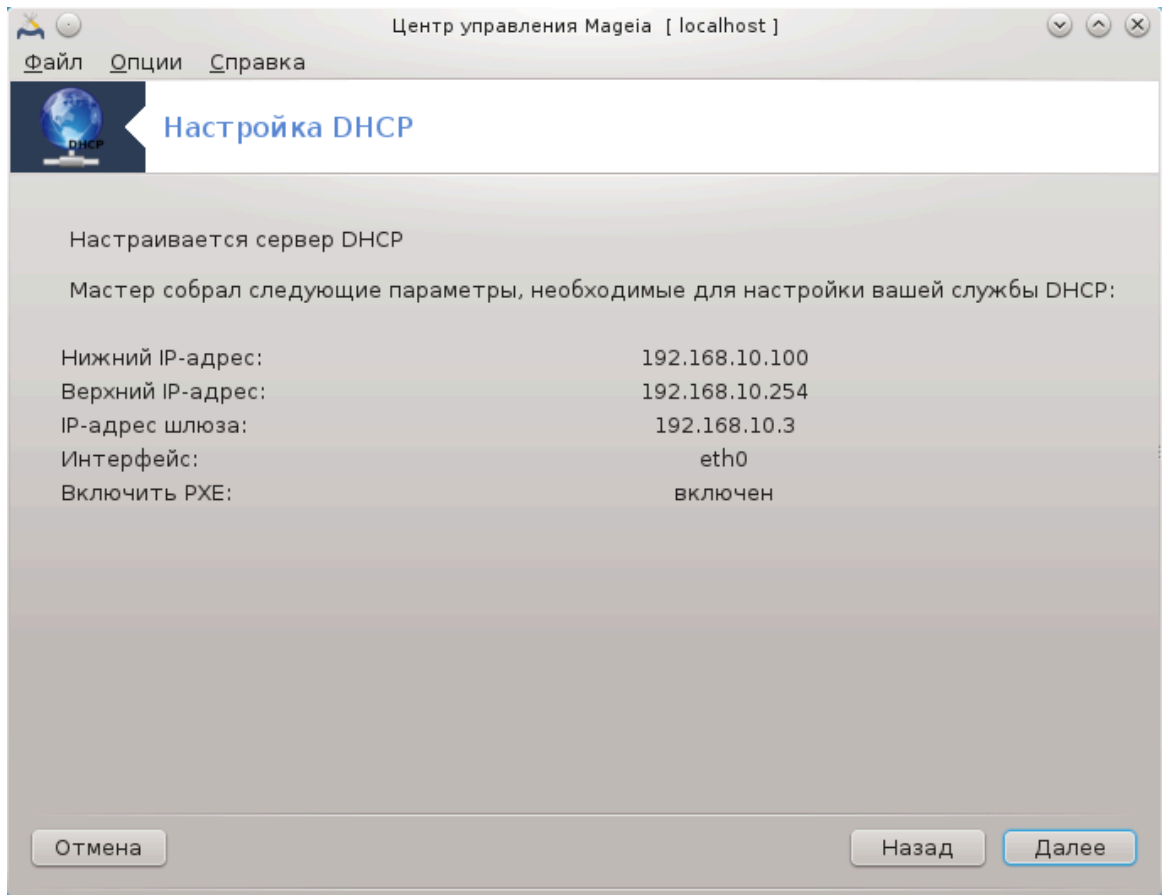 Центр управления Mageia [ localhost ]
Файл Опции Справка
DHCP
Настройка DHCP
Настраивается сервер DHCP
Мастер собрал следующие параметры, необходимые для настройки вашей службы DHCP:
Нижний IP-адрес: 192.168.10.100
Верхний IP-адрес: 192.168.10.254
IP-адрес шлюза: 192.168.10.3
Интерфейс: eth0
Включить PXE: включен
Отмена Назад Далее